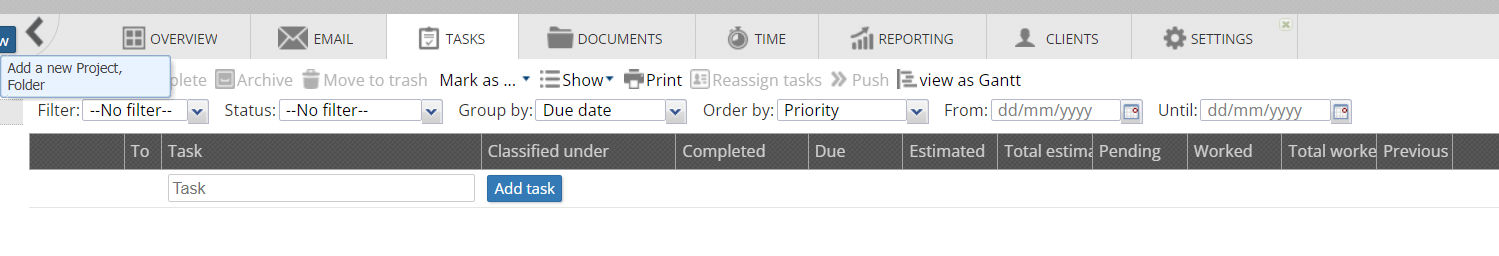 w
OVERVIEW EMAIL TASKS DOCUMENTS TIME REPORTING CLIENTS SETTINGS
Add a new Project,
Folder
plete Archive Move to trash Mark as ... Show Print Reassign tasks Push view as Gantt
Filter: --No filter-- Status: --No filter-- Group by: Due date Order by: Priority From: dd/mm/yyyy Until: dd/mm/yyyy
To Task Classified under Completed Due Estimated Total estima Pending Worked Total worke Previous
Task Add task